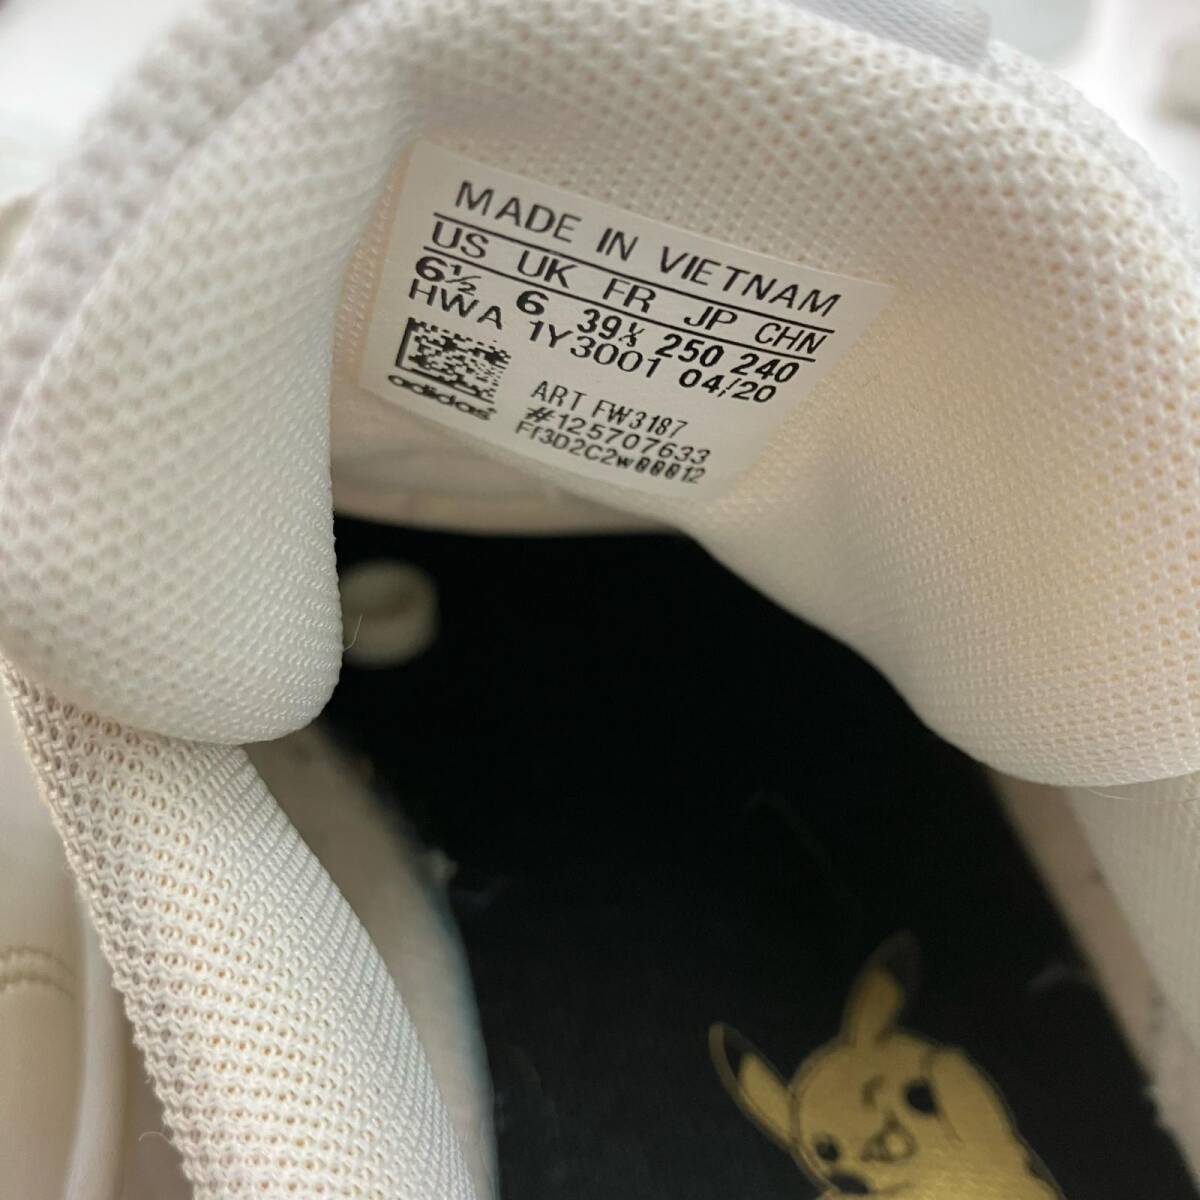 MADE IN VIETNAM
US UK FR JP CHN
6½ 6 39⅓ 250 240
HWA 1Y3001 04/20
adidas
ART FW3187
#125707633
Ff3D2C2w00012